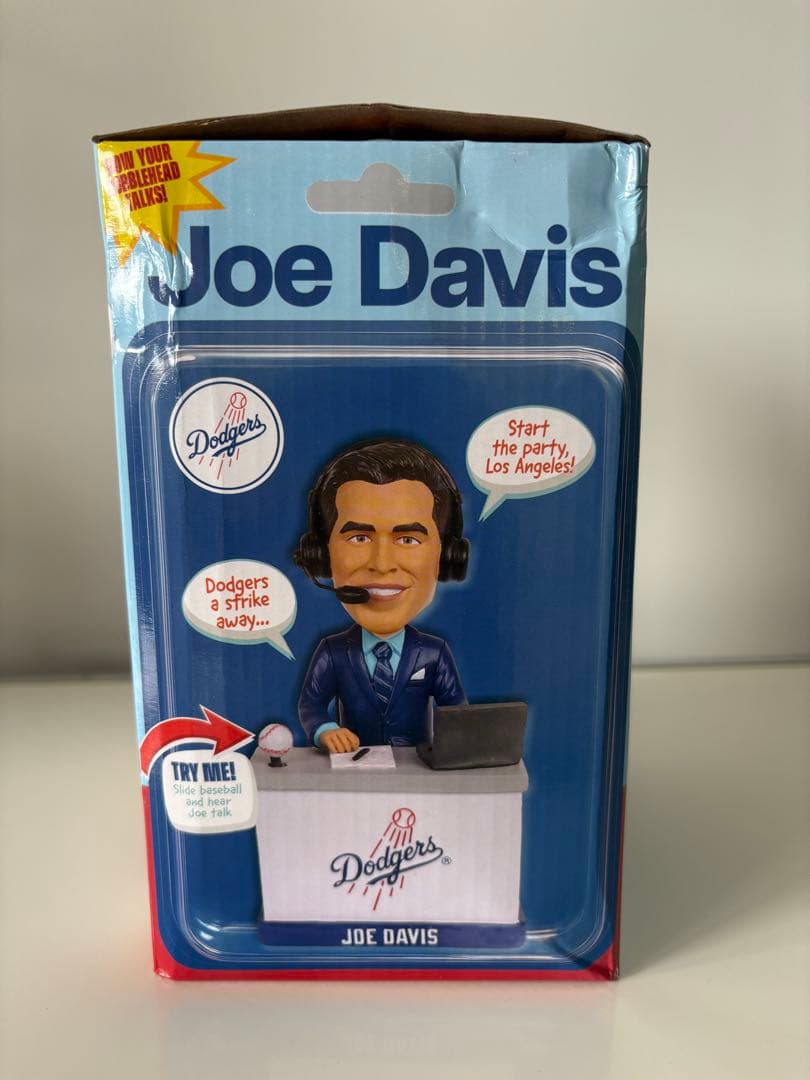 YOUR
TALKS!
Joe Davis
Dodgers
Start
the party,
Los Angeles!
Dodgers
a strike
away...
TRY ME!
Slide baseball
and hear
Joe talk
Dodgers®
JOE DAVIS